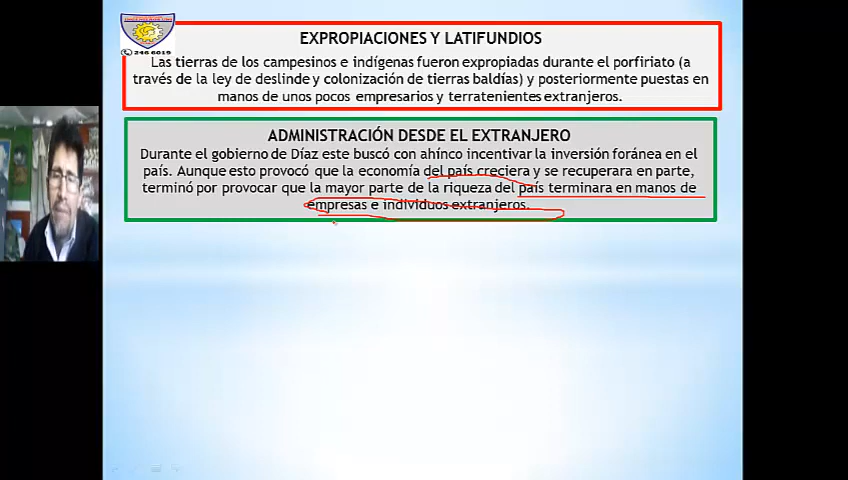 246 6019
EXPROPIACIONES Y LATIFUNDIOS
Las tierras de los campesinos e indígenas fueron expropiadas durante el porfiriato (a
través de la ley de deslinde y colonización de tierras baldías) y posteriormente puestas en
manos de unos pocos empresarios y terratenientes extranjeros.
ADMINISTRACIÓN DESDE EL EXTRANJERO
Durante el gobierno de Díaz este buscó con ahínco incentivar la inversión foránea en el
país. Aunque esto provocó que la economía del país creciera y se recuperara en parte,
terminó por provocar que la mayor parte de la riqueza del país terminara en manos de
empresas e individuos extranjeros.